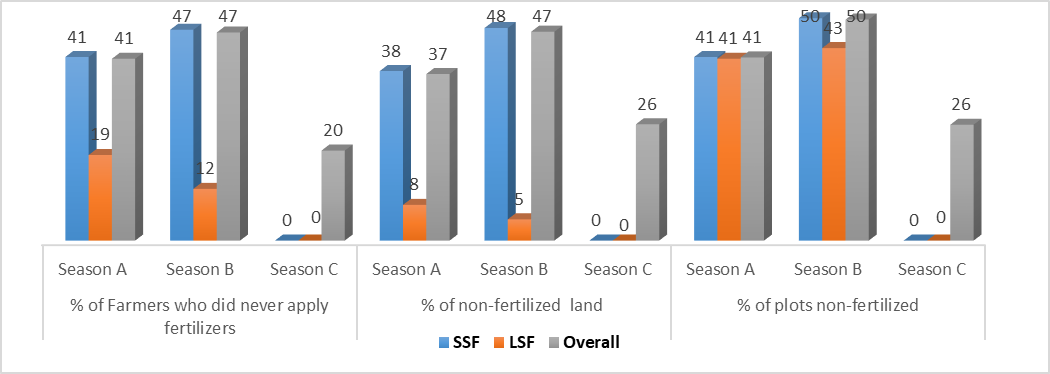 41 19 41 47 12 47 0 0 20 38 8 37 48 5 47 0 0 26 41 41 41 50 43 50 0 0 26
Season A Season B Season C Season A Season B Season C Season A Season B Season C
% of Farmers who did never apply fertilizers
% of non-fertilized land
% of plots non-fertilized
SSF LSF Overall